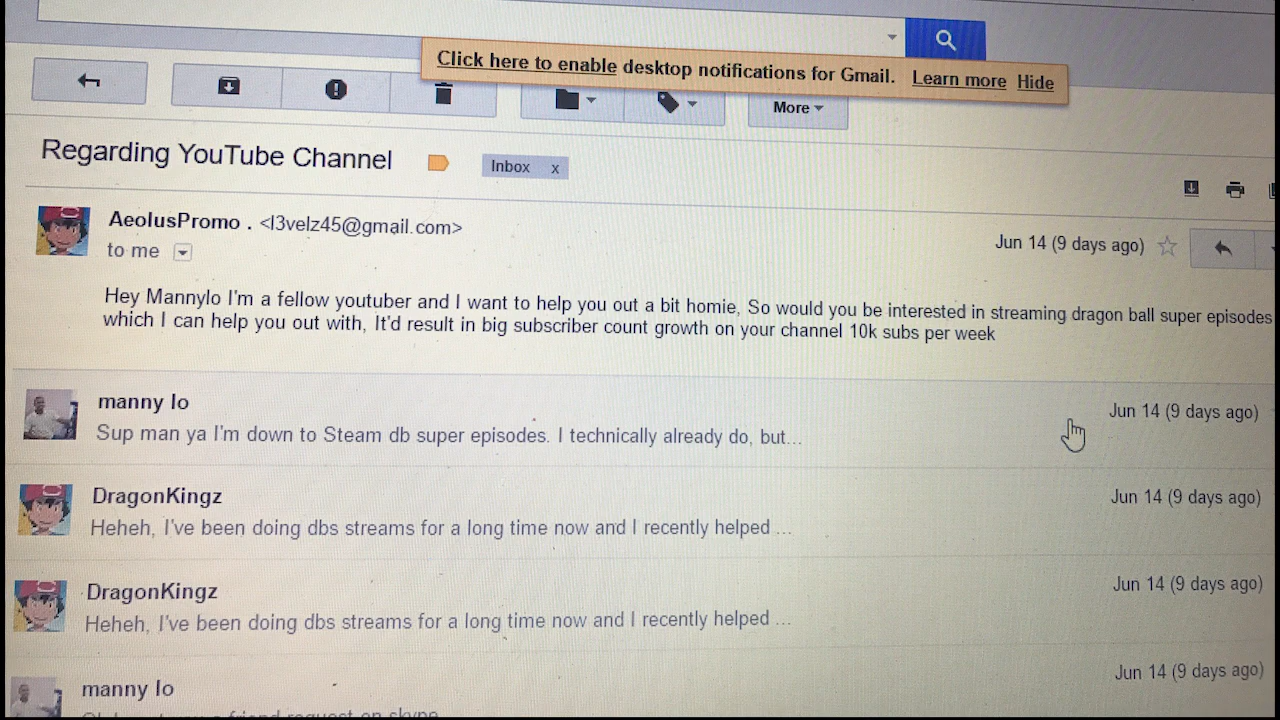 Click here to enable desktop notifications for Gmail. Learn more Hide
More
Regarding YouTube Channel
Inbox x
AeolusPromo . <l3velz45@gmail.com>
Jun 14 (9 days ago)
to me
Hey Mannylo I'm a fellow youtuber and I want to help you out a bit homie, So would you be interested in streaming dragon ball super episodes
which I can help you out with, It'd result in big subscriber count growth on your channel 10k subs per week
manny lo
Jun 14 (9 days ago)
Sup man ya I'm down to Steam db super episodes. I technically already do, but...
DragonKingz
Jun 14 (9 days ago)
Heheh, I've been doing dbs streams for a long time now and I recently helped ...
DragonKingz
Jun 14 (9 days ago)
Heheh, I've been doing dbs streams for a long time now and I recently helped ...
manny lo
Jun 14 (9 days ago)
friend request on skype